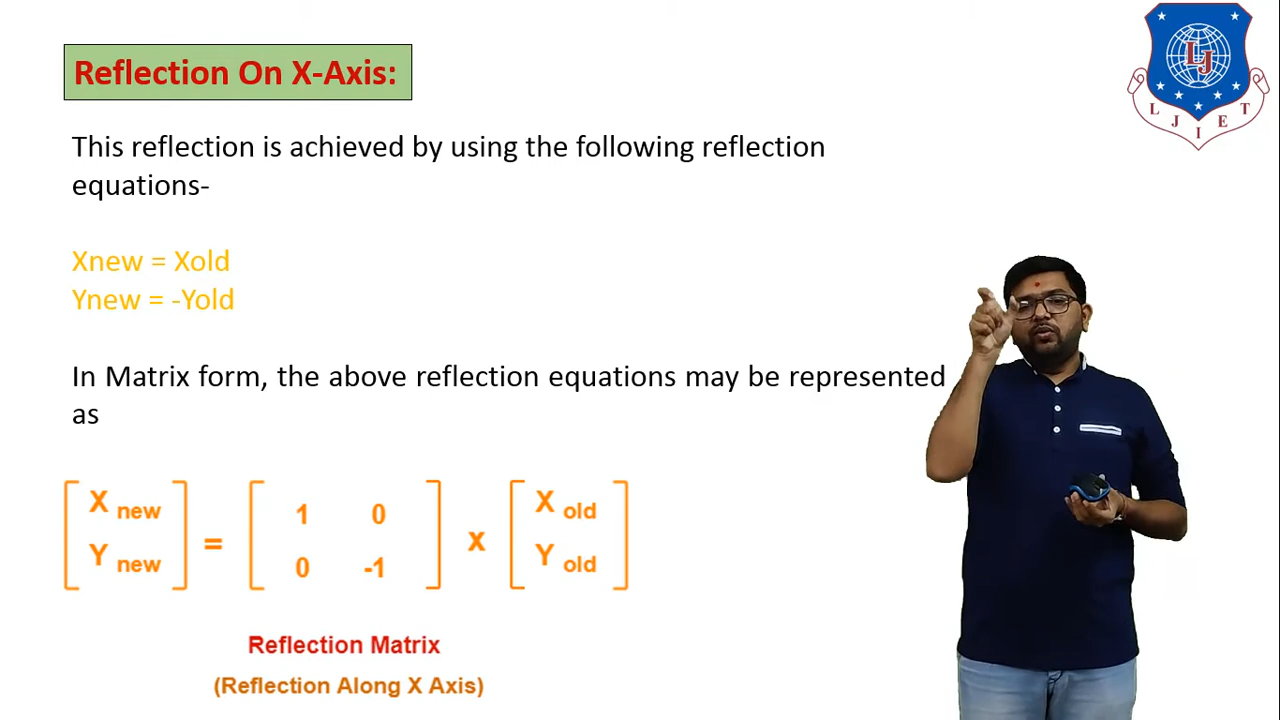 Reflection On X-Axis:
This reflection is achieved by using the following reflection
equations-
Xnew = Xold
Ynew = -Yold
In Matrix form, the above reflection equations may be represented
as
X new = 1 0 x X old
Y new 0 -1 Y old
Reflection Matrix
(Reflection Along X Axis)
LJ
L J I E T